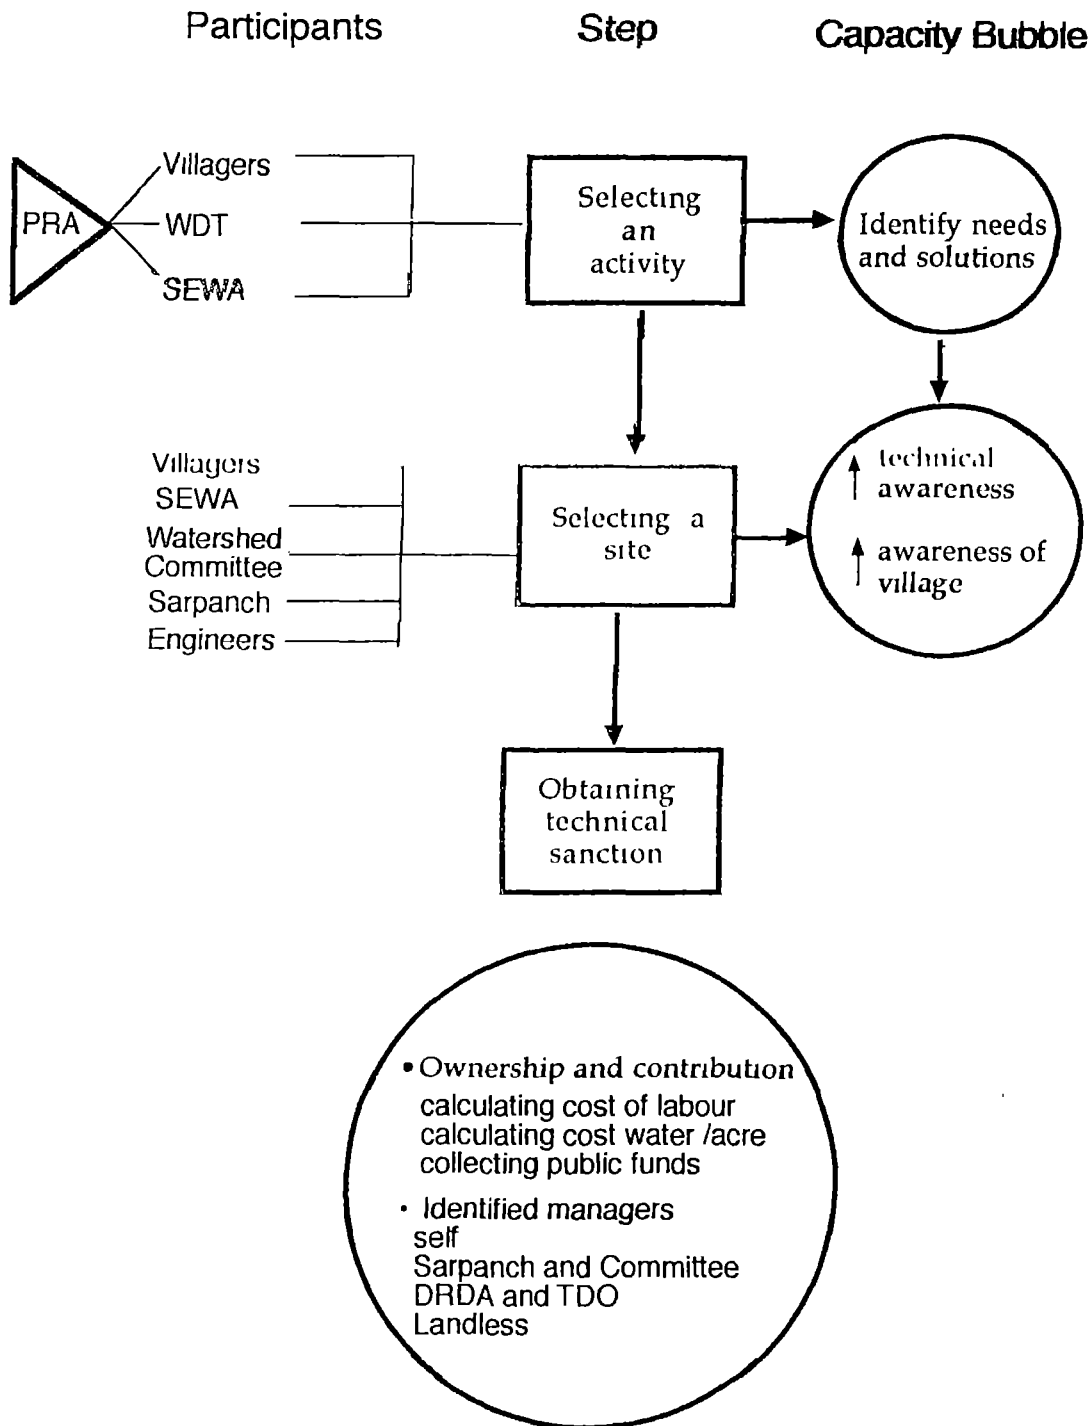 Participants Step Capacity Bubble
PRA
Villagers
WDT
SEWA
Selecting
an
activity
Identify needs
and solutions
Villagers
SEWA
Watershed
Committee
Sarpanch
Engineers
Selecting a
site
technical
awareness
awareness of
village
Obtaining
technical
sanction
• Ownership and contribution
calculating cost of labour
calculating cost water /acre
collecting public funds
· Identified managers
self
Sarpanch and Committee
DRDA and TDO
Landless